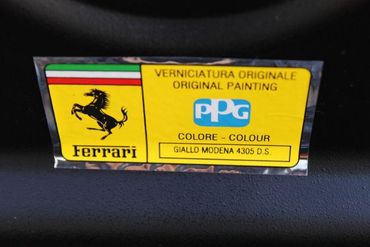 Ferrari
VERNICIATURA ORIGINALE
ORIGINAL PAINTING
PPG
COLORE - COLOUR
GIALLO MODENA 4305 D.S.